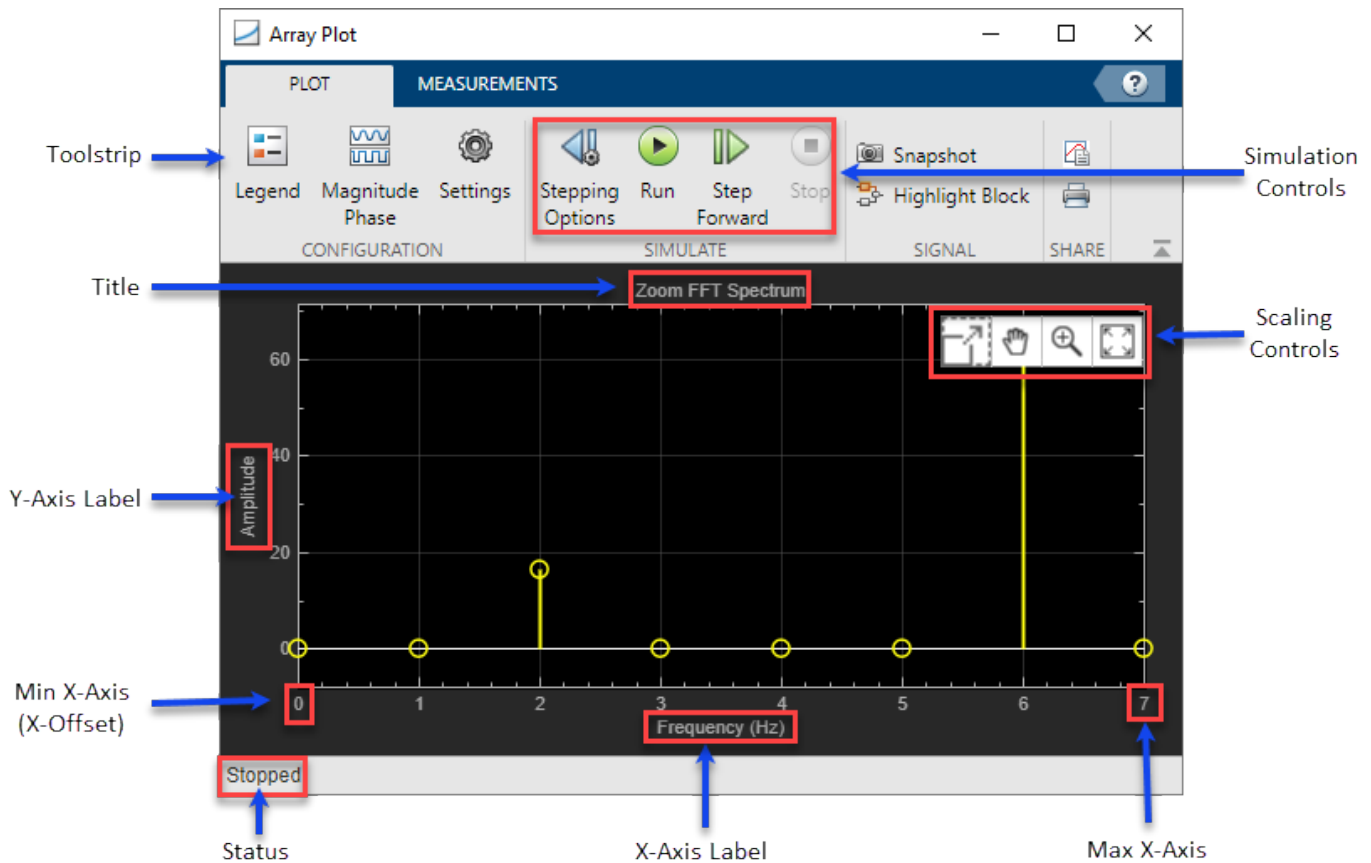 Array Plot
PLOT
MEASUREMENTS
?
Toolstrip
Legend
Magnitude
Phase
Settings
Stepping
Options
Run
Step
Forward
Stop
Snapshot
Highlight Block
Simulation
Controls
CONFIGURATION
SIMULATE
SIGNAL
SHARE
Title
Zoom FFT Spectrum
Scaling
Controls
60
40
20
0
Y-Axis Label
Amplitude
Min X-Axis
(X-Offset)
0 1 2 3 4 5 6 7
Frequency (Hz)
Stopped
Status
X-Axis Label
Max X-Axis